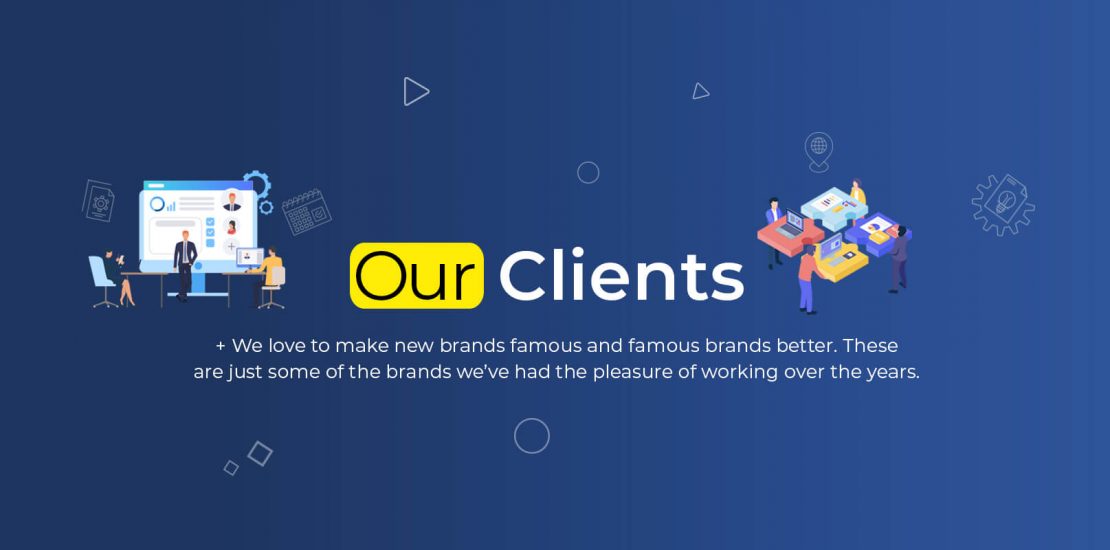 Our Clients
+ We love to make new brands famous and famous brands better. These
are just some of the brands we've had the pleasure of working over the years.